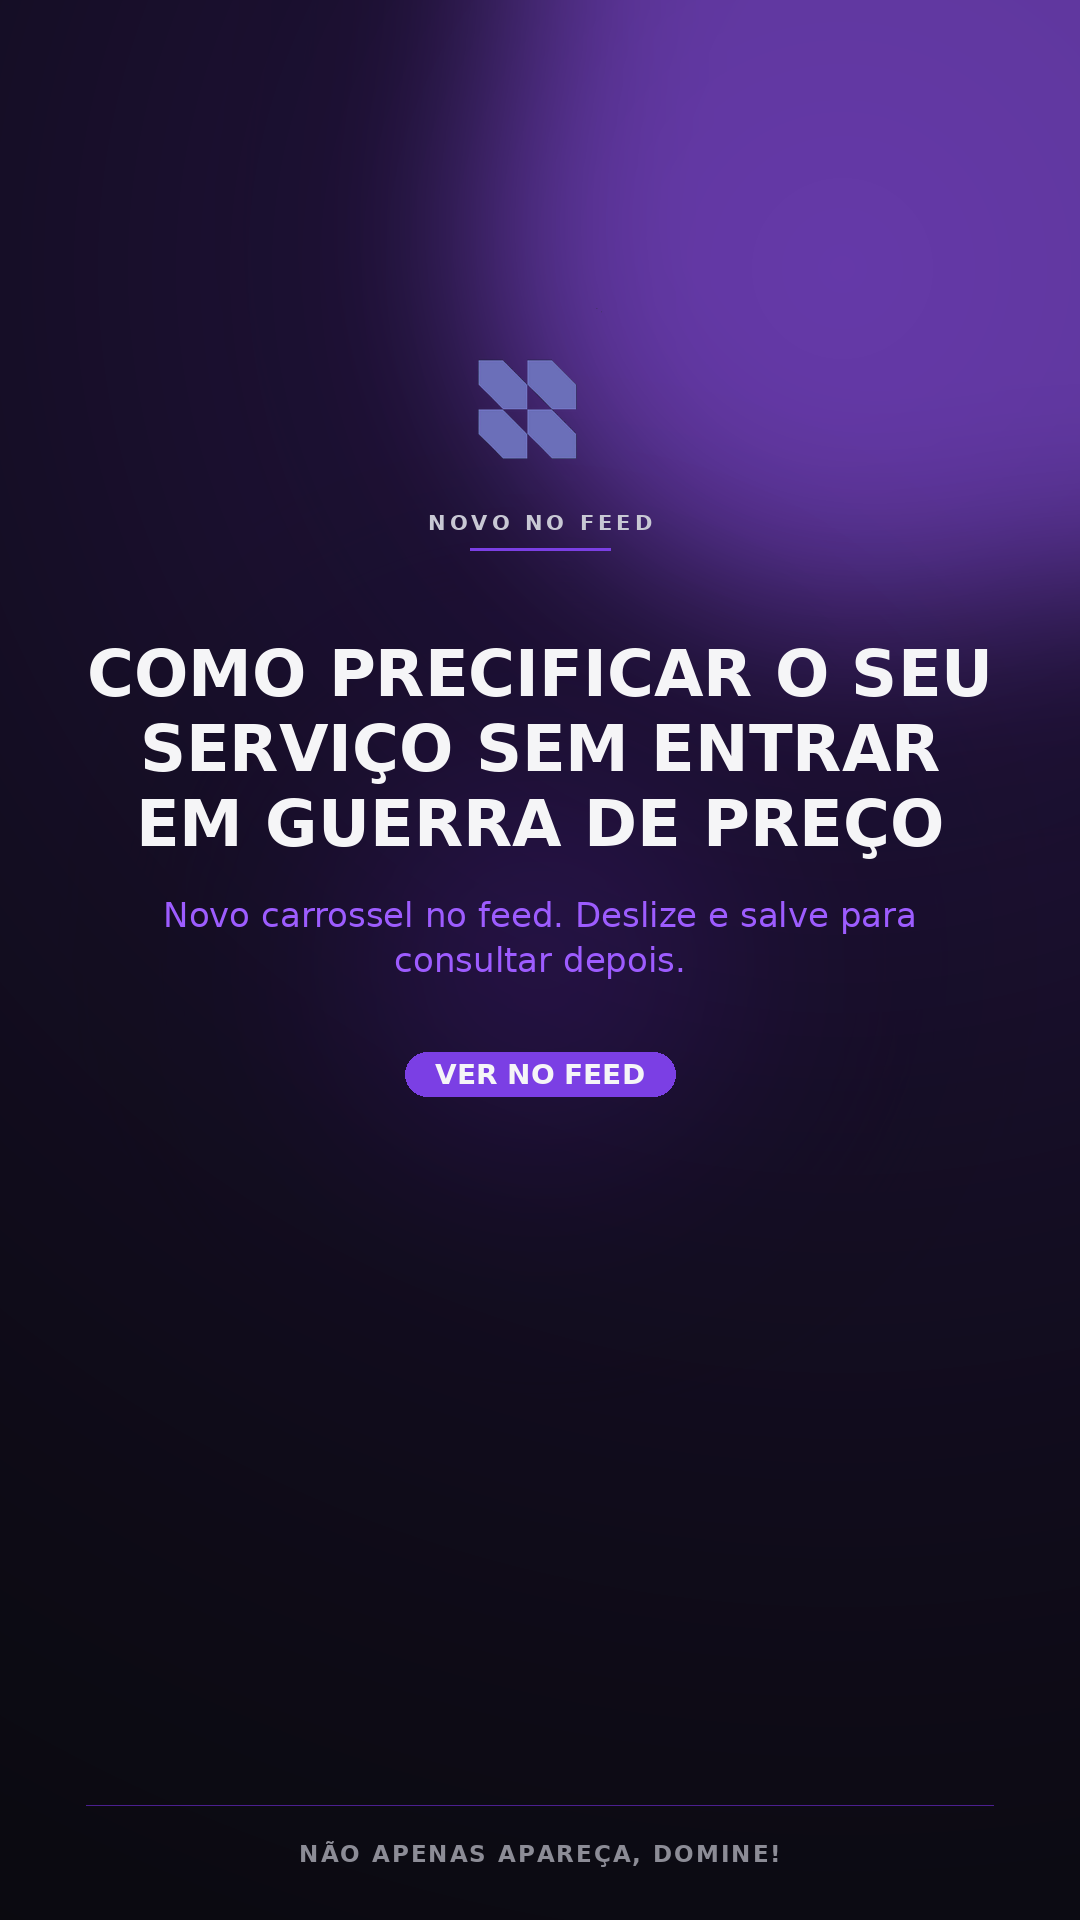 NOVO NO FEED
COMO PRECIFICAR O SEU
SERVIÇO SEM ENTRAR
EM GUERRA DE PREÇO
Novo carrossel no feed. Deslize e salve para
consultar depois.
VER NO FEED
NÃO APENAS APAREÇA, DOMINE!